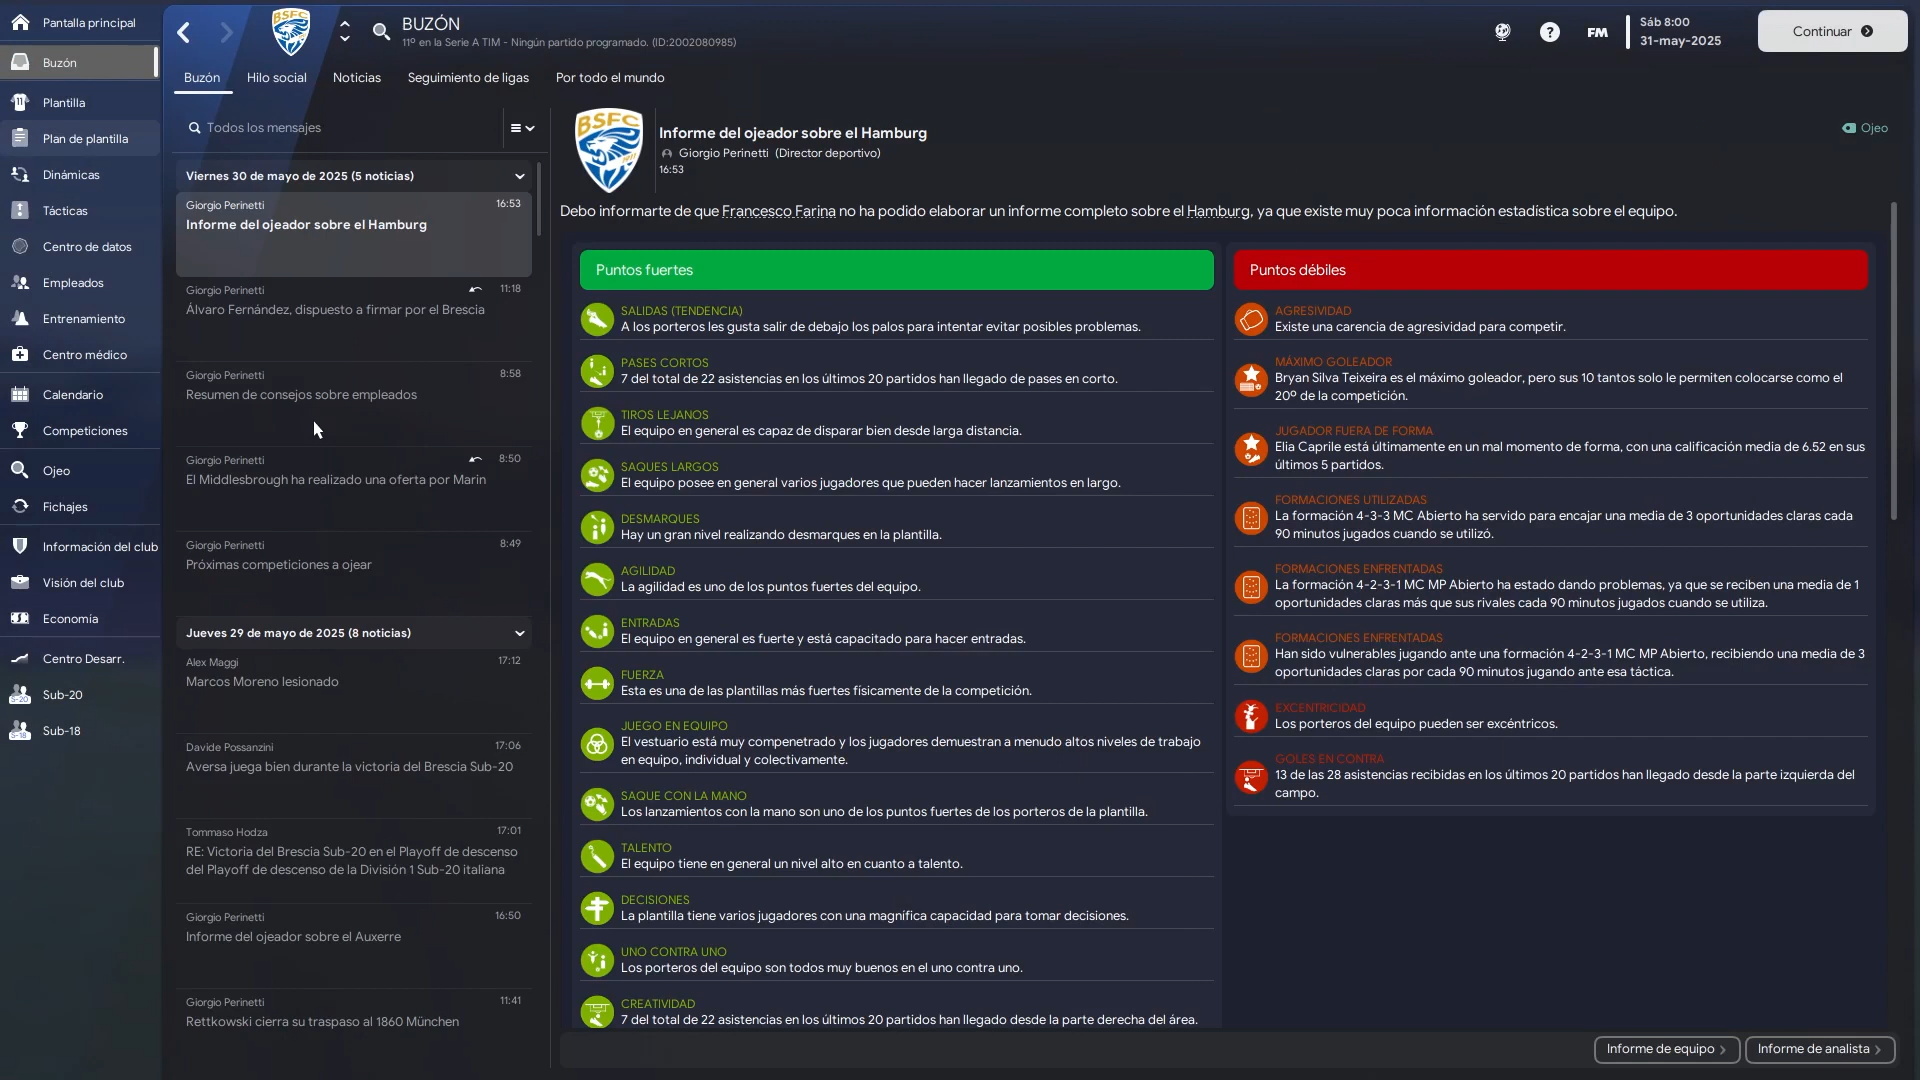 Pantalla principal
Buzón
Plantilla
Plan de plantilla
Dinámicas
Tácticas
Centro de datos
Empleados
Entrenamiento
Centro médico
Calendario
Competiciones
Ojeo
Fichajes
Información del club
Visión del club
Economía
Centro Desarr.
Sub-20
Sub-18
BSFC
BUZÓN
11º en la Serie A TIM - Ningún partido programado. (ID:2002080985)
FM
Sáb 8:00
31-may-2025
Continuar
Buzón
Hilo social
Noticias
Seguimiento de ligas
Por todo el mundo
Todos los mensajes
Viernes 30 de mayo de 2025 (5 noticias)
Giorgio Perinetti 16:53
Informe del ojeador sobre el Hamburg
Giorgio Perinetti 11:18
Álvaro Fernández, dispuesto a firmar por el Brescia
Giorgio Perinetti 8:58
Resumen de consejos sobre empleados
Giorgio Perinetti 8:50
El Middlesbrough ha realizado una oferta por Marin
Giorgio Perinetti 8:49
Próximas competiciones a ojear
Jueves 29 de mayo de 2025 (8 noticias)
Alex Maggi 17:12
Marcos Moreno lesionado
Davide Possanzini 17:06
Aversa juega bien durante la victoria del Brescia Sub-20
Tommaso Hodza 17:01
RE: Victoria del Brescia Sub-20 en el Playoff de descenso
del Playoff de descenso de la División 1 Sub-20 italiana
Giorgio Perinetti 16:50
Informe del ojeador sobre el Auxerre
Giorgio Perinetti 11:41
Rettkowski cierra su traspaso al 1860 München
BSFC
Informe del ojeador sobre el Hamburg
Giorgio Perinetti (Director deportivo)
16:53
Ojeo
Debo informarte de que Francesco Farina no ha podido elaborar un informe completo sobre el Hamburg, ya que existe muy poca información estadística sobre el equipo.
Puntos fuertes
SALIDAS (TENDENCIA)
A los porteros les gusta salir de debajo los palos para intentar evitar posibles problemas.
PASES CORTOS
7 del total de 22 asistencias en los últimos 20 partidos han llegado de pases en corto.
TIROS LEJANOS
El equipo en general es capaz de disparar bien desde larga distancia.
SAQUES LARGOS
El equipo posee en general varios jugadores que pueden hacer lanzamientos en largo.
DESMARQUES
Hay un gran nivel realizando desmarques en la plantilla.
AGILIDAD
La agilidad es uno de los puntos fuertes del equipo.
ENTRADAS
El equipo en general es fuerte y está capacitado para hacer entradas.
FUERZA
Esta es una de las plantillas más fuertes físicamente de la competición.
JUEGO EN EQUIPO
El vestuario está muy compenetrado y los jugadores demuestran a menudo altos niveles de trabajo
en equipo, individual y colectivamente.
SAQUE CON LA MANO
Los lanzamientos con la mano son uno de los puntos fuertes de los porteros de la plantilla.
TALENTO
El equipo tiene en general un nivel alto en cuanto a talento.
DECISIONES
La plantilla tiene varios jugadores con una magnífica capacidad para tomar decisiones.
UNO CONTRA UNO
Los porteros del equipo son todos muy buenos en el uno contra uno.
CREATIVIDAD
7 del total de 22 asistencias en los últimos 20 partidos han llegado desde la parte derecha del área.
Puntos débiles
AGRESIVIDAD
Existe una carencia de agresividad para competir.
MÁXIMO GOLEADOR
Bryan Silva Teixeira es el máximo goleador, pero sus 10 tantos solo le permiten colocarse como el
20º de la competición.
JUGADOR FUERA DE FORMA
Elia Caprile está últimamente en un mal momento de forma, con una calificación media de 6.52 en sus
últimos 5 partidos.
FORMACIONES UTILIZADAS
La formación 4-3-3 MC Abierto ha servido para encajar una media de 3 oportunidades claras cada
90 minutos jugados cuando se utilizó.
FORMACIONES ENFRENTADAS
La formación 4-2-3-1 MC MP Abierto ha estado dando problemas, ya que se reciben una media de 1
oportunidades claras más que sus rivales cada 90 minutos jugados cuando se utiliza.
FORMACIONES ENFRENTADAS
Han sido vulnerables jugando ante una formación 4-2-3-1 MC MP Abierto, recibiendo una media de 3
oportunidades claras por cada 90 minutos jugando ante esa táctica.
EXCENTRICIDAD
Los porteros del equipo pueden ser excéntricos.
GOLES EN CONTRA
13 de las 28 asistencias recibidas en los últimos 20 partidos han llegado desde la parte izquierda del
campo.
Informe de equipo
Informe de analista